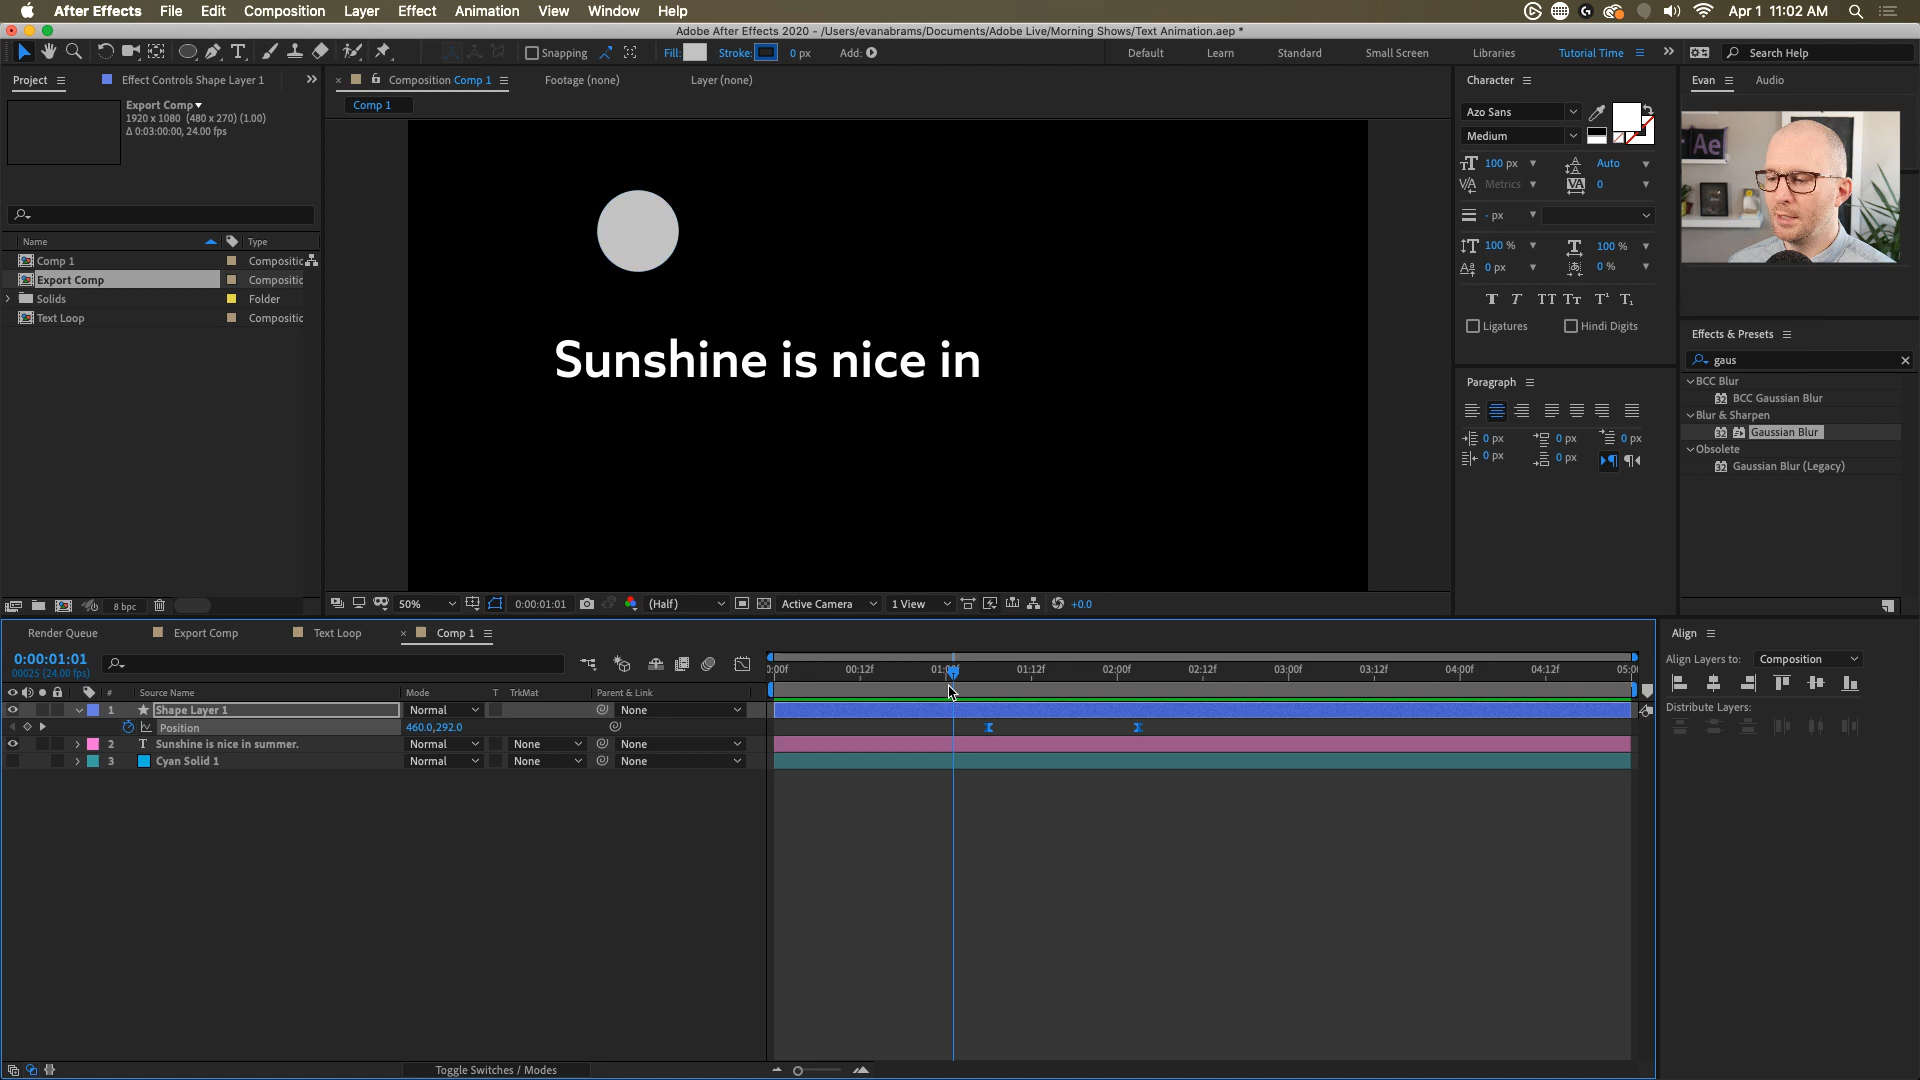 After Effects File Edit Composition Layer Effect Animation View Window Help Apr 1 11:02 AM
Adobe After Effects 2020 - /Users/evanabrams/Documents/Adobe Live/Morning Shows/Text Animation.aep *
Snapping Fill: Stroke: 0 px Add: Default Learn Standard Small Screen Libraries Tutorial Time Search Help
Project Effect Controls Shape Layer 1 Composition Comp 1 Footage (none) Layer (none) Character Evan Audio
Comp 1
Export Comp
1920 x 1080 (480 x 270) (1.00)
Δ 0:03:00:00, 24.00 fps
Azo Sans
Medium
100 px Auto
Metrics 0
- px
100 % 100 %
0 px 0 %
Ligatures Hindi Digits
Ae
Name Type
Comp 1 Compositic
Export Comp Compositic
Solids Folder
Text Loop Compositic
Sunshine is nice in
Paragraph
0 px 0 px 0 px
0 px 0 px
Effects & Presets
gaus
BCC Blur
BCC Gaussian Blur
Blur & Sharpen
Gaussian Blur
Obsolete
Gaussian Blur (Legacy)
8 bpc 50% 0:00:01:01 (Half) Active Camera 1 View +0.0
Render Queue Export Comp Text Loop Comp 1 Align
0:00:01:01
00025 (24.00 fps)
:00f 00:12f 01:00f 01:12f 02:00f 02:12f 03:00f 03:12f 04:00f 04:12f 05:00
Align Layers to: Composition
Distribute Layers:
# Source Name Mode T TrkMat Parent & Link
1 Shape Layer 1 Normal None
Position 460.0,292.0
2 T Sunshine is nice in summer. Normal None None
3 Cyan Solid 1 Normal None None
Toggle Switches / Modes